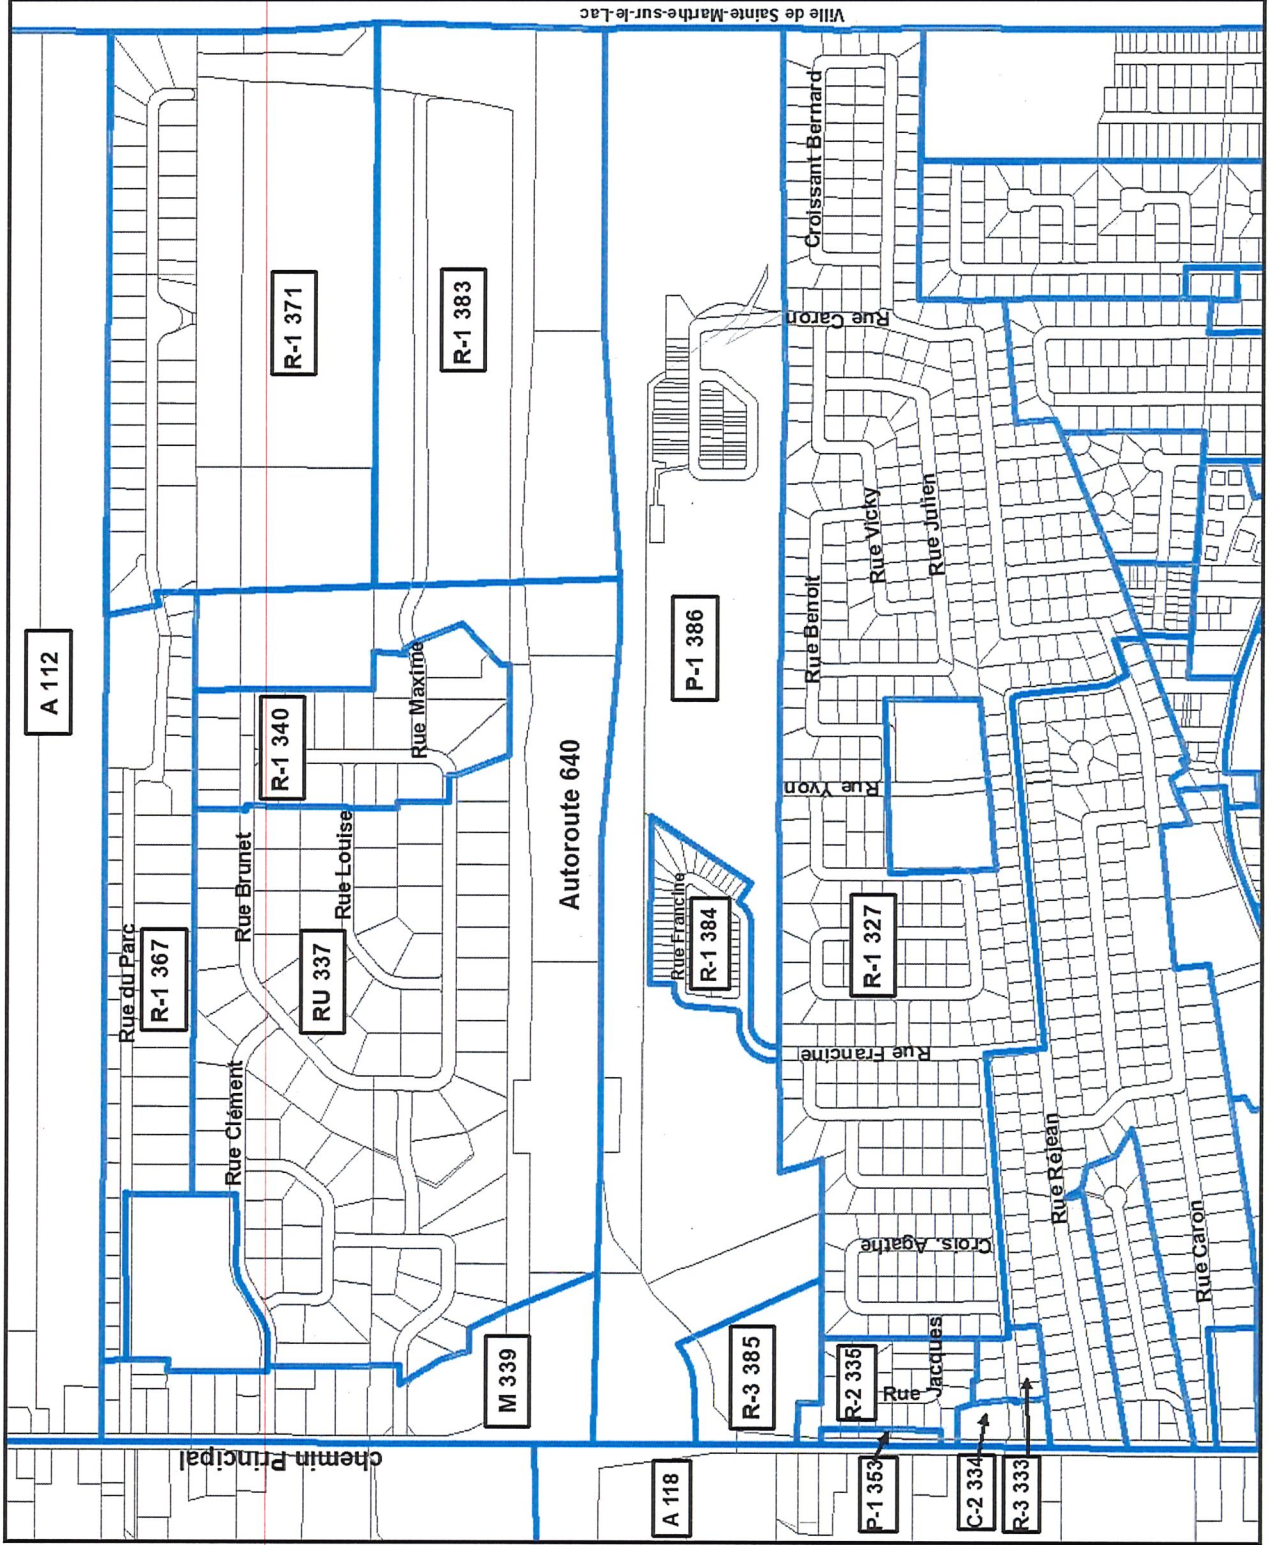 Ville de Sainte-Marthe-sur-le-Lac
Croissant Bernard
R-1 371
R-1 383
Rue Caron
A 112
P-1 386
Rue Vicky
Rue Julien
Rue Benoit
Rue Maxime
R-1 340
Autoroute 640
Rue Yvon
Rue Brunet
Rue Louise
Rue Francine
R-1 384
R-1 327
Rue du Parc
R-1 367
RU 337
Rue Francine
Rue Clément
Rue Réjean
Crois. Agathe
Rue Caron
M 339
R-3 385
R-2 335
Rue Jacques
chemin Principal
A 118
P-1 353
C-2 334
R-3 333